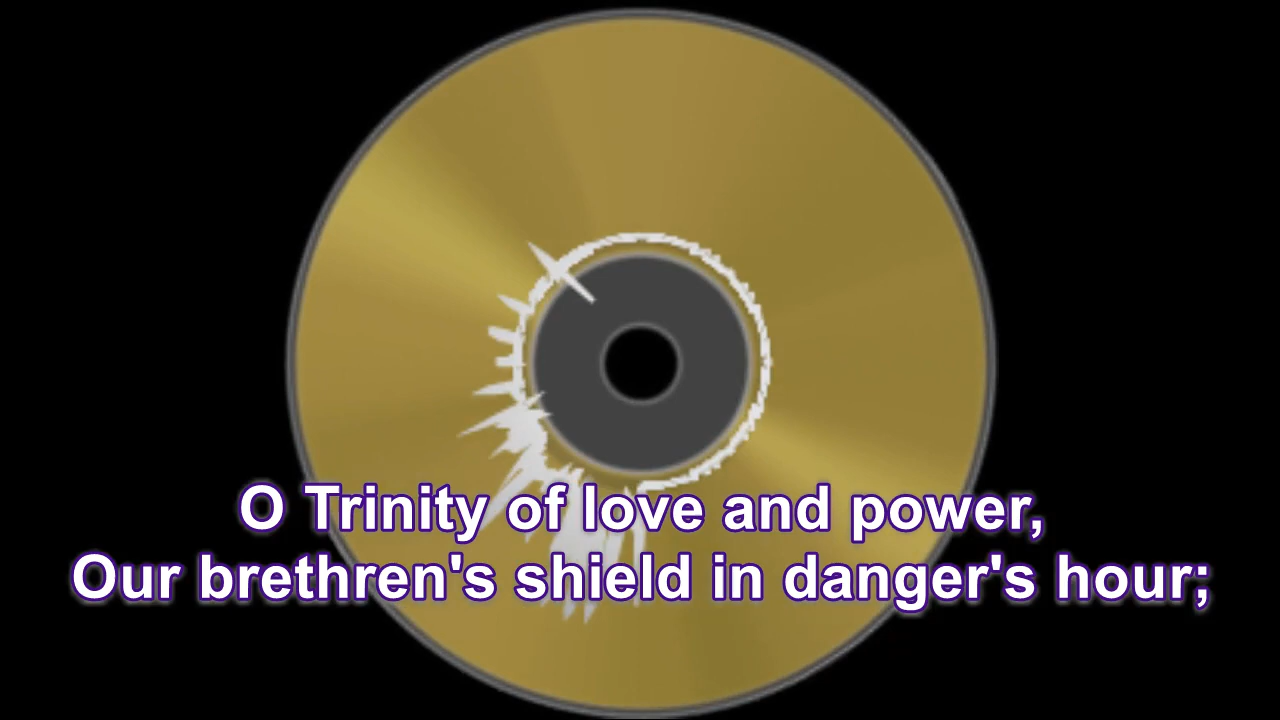 O Trinity of love and power,
Our brethren's shield in danger's hour;